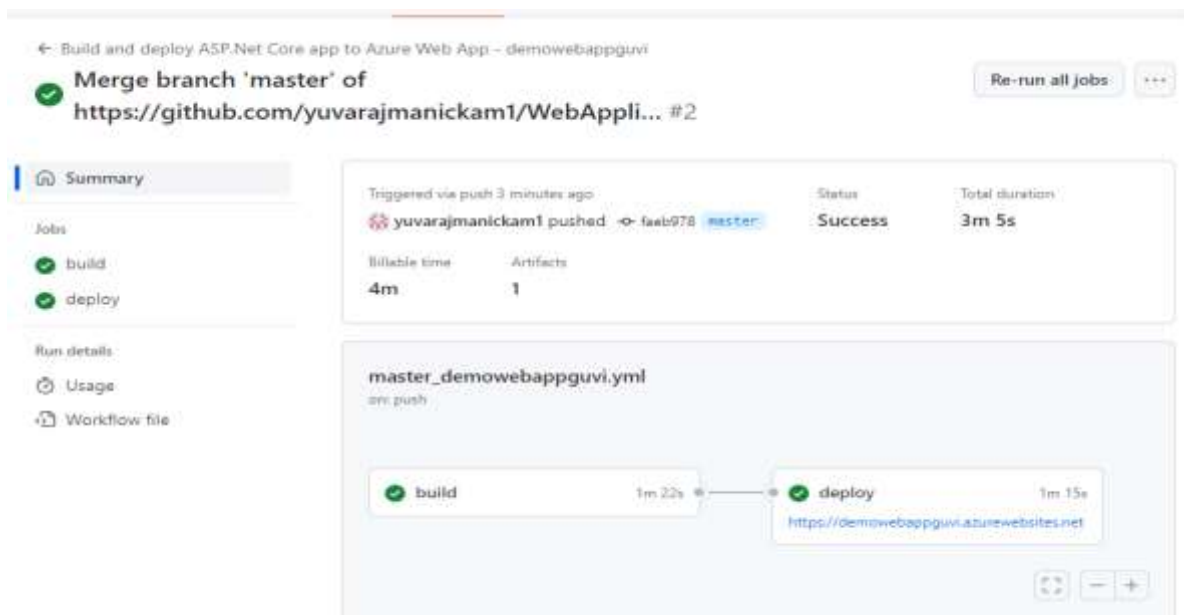 ← Build and deploy ASP.Net Core app to Azure Web App - demowebappguvi
Merge branch 'master' of
https://github.com/yuvarajmanickam1/WebAppli... #2
Re-run all jobs
...
Summary
Jobs
build
deploy
Run details
Usage
Workflow file
Triggered via push 3 minutes ago
yuvarajmanickam1 pushed faeb978 master
Status
Success
Total duration
3m 5s
Billable time
4m
Artifacts
1
master_demowebappguvi.yml
on: push
build 1m 22s
deploy 1m 15s
https://demowebappguvi.azurewebsites.net